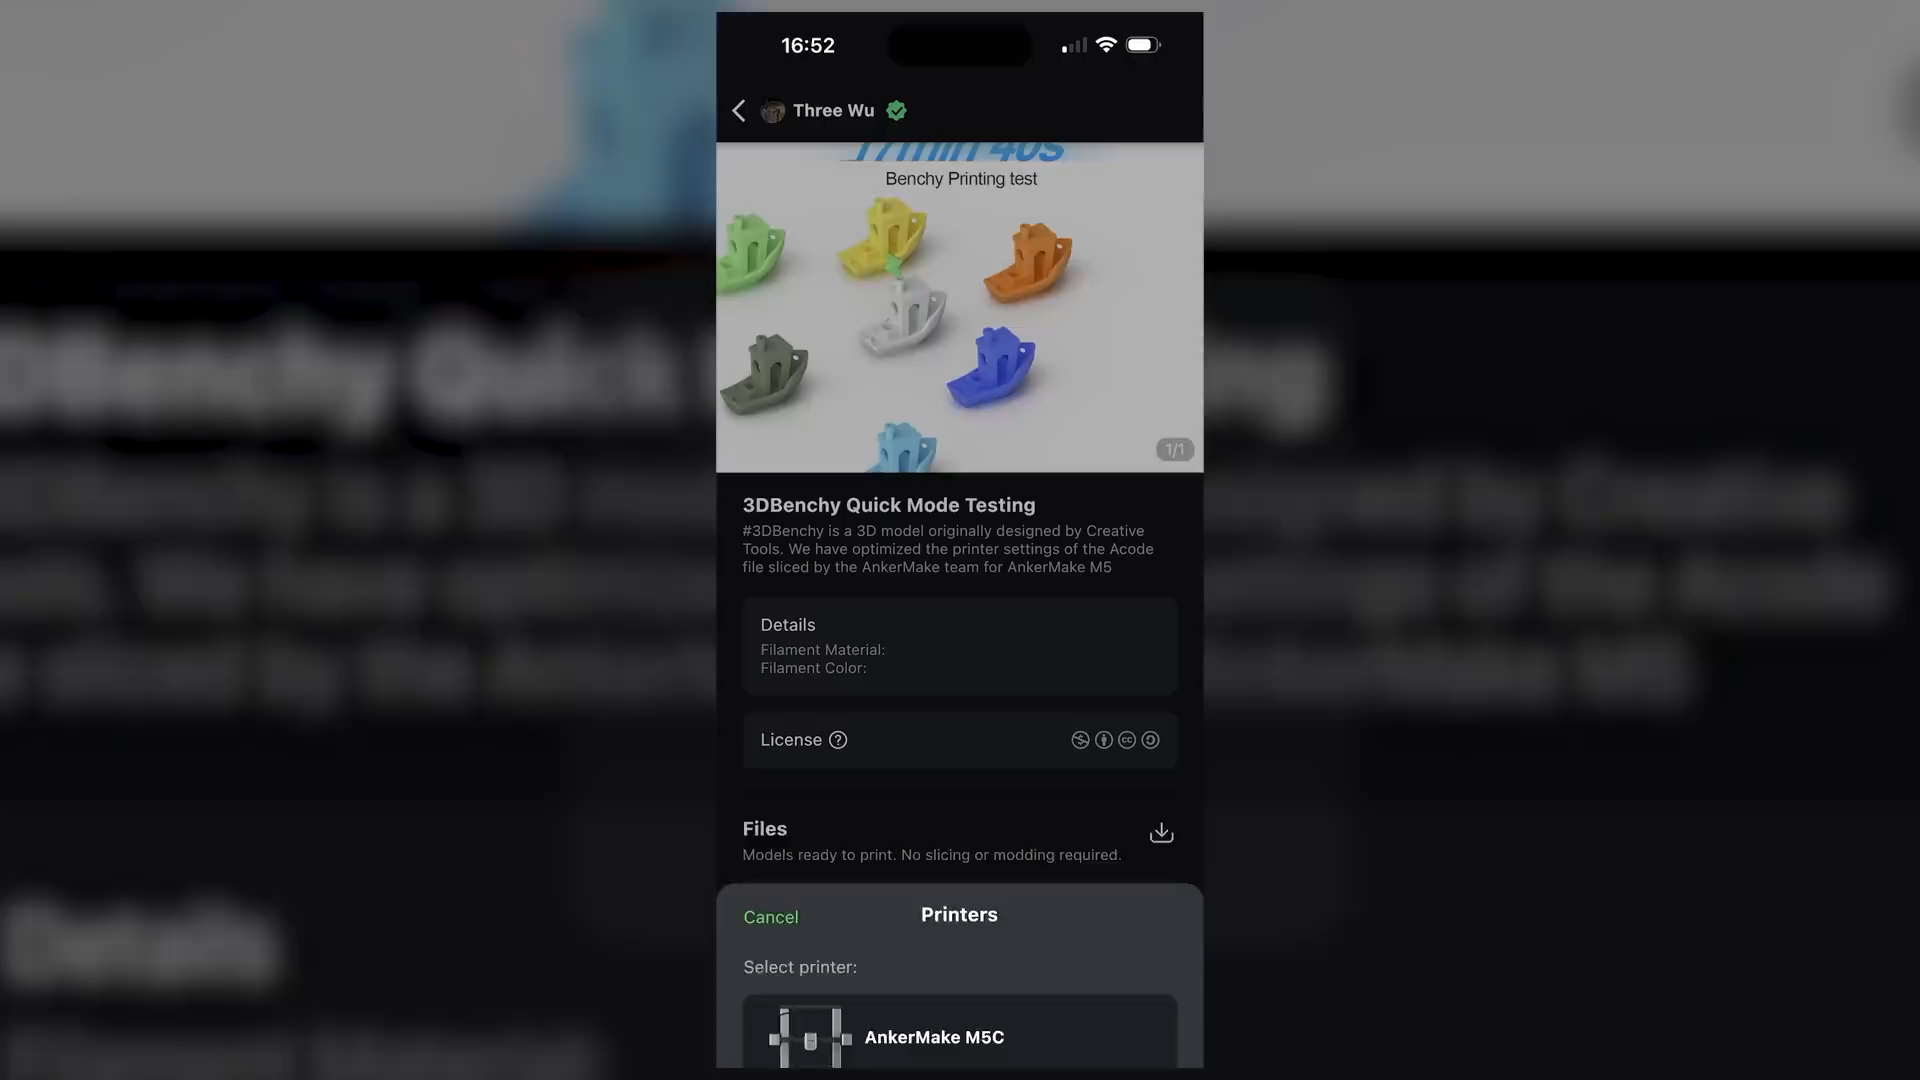 16:52
Three Wu
17min 40s
Benchy Printing test
1/1
3DBenchy Quick Mode Testing
#3DBenchy is a 3D model originally designed by Creative
Tools. We have optimized the printer settings of the Acode
file sliced by the AnkerMake team for AnkerMake M5
Details
Filament Material:
Filament Color:
License
Files
Models ready to print. No slicing or modding required.
Cancel
Printers
Select printer:
AnkerMake M5C